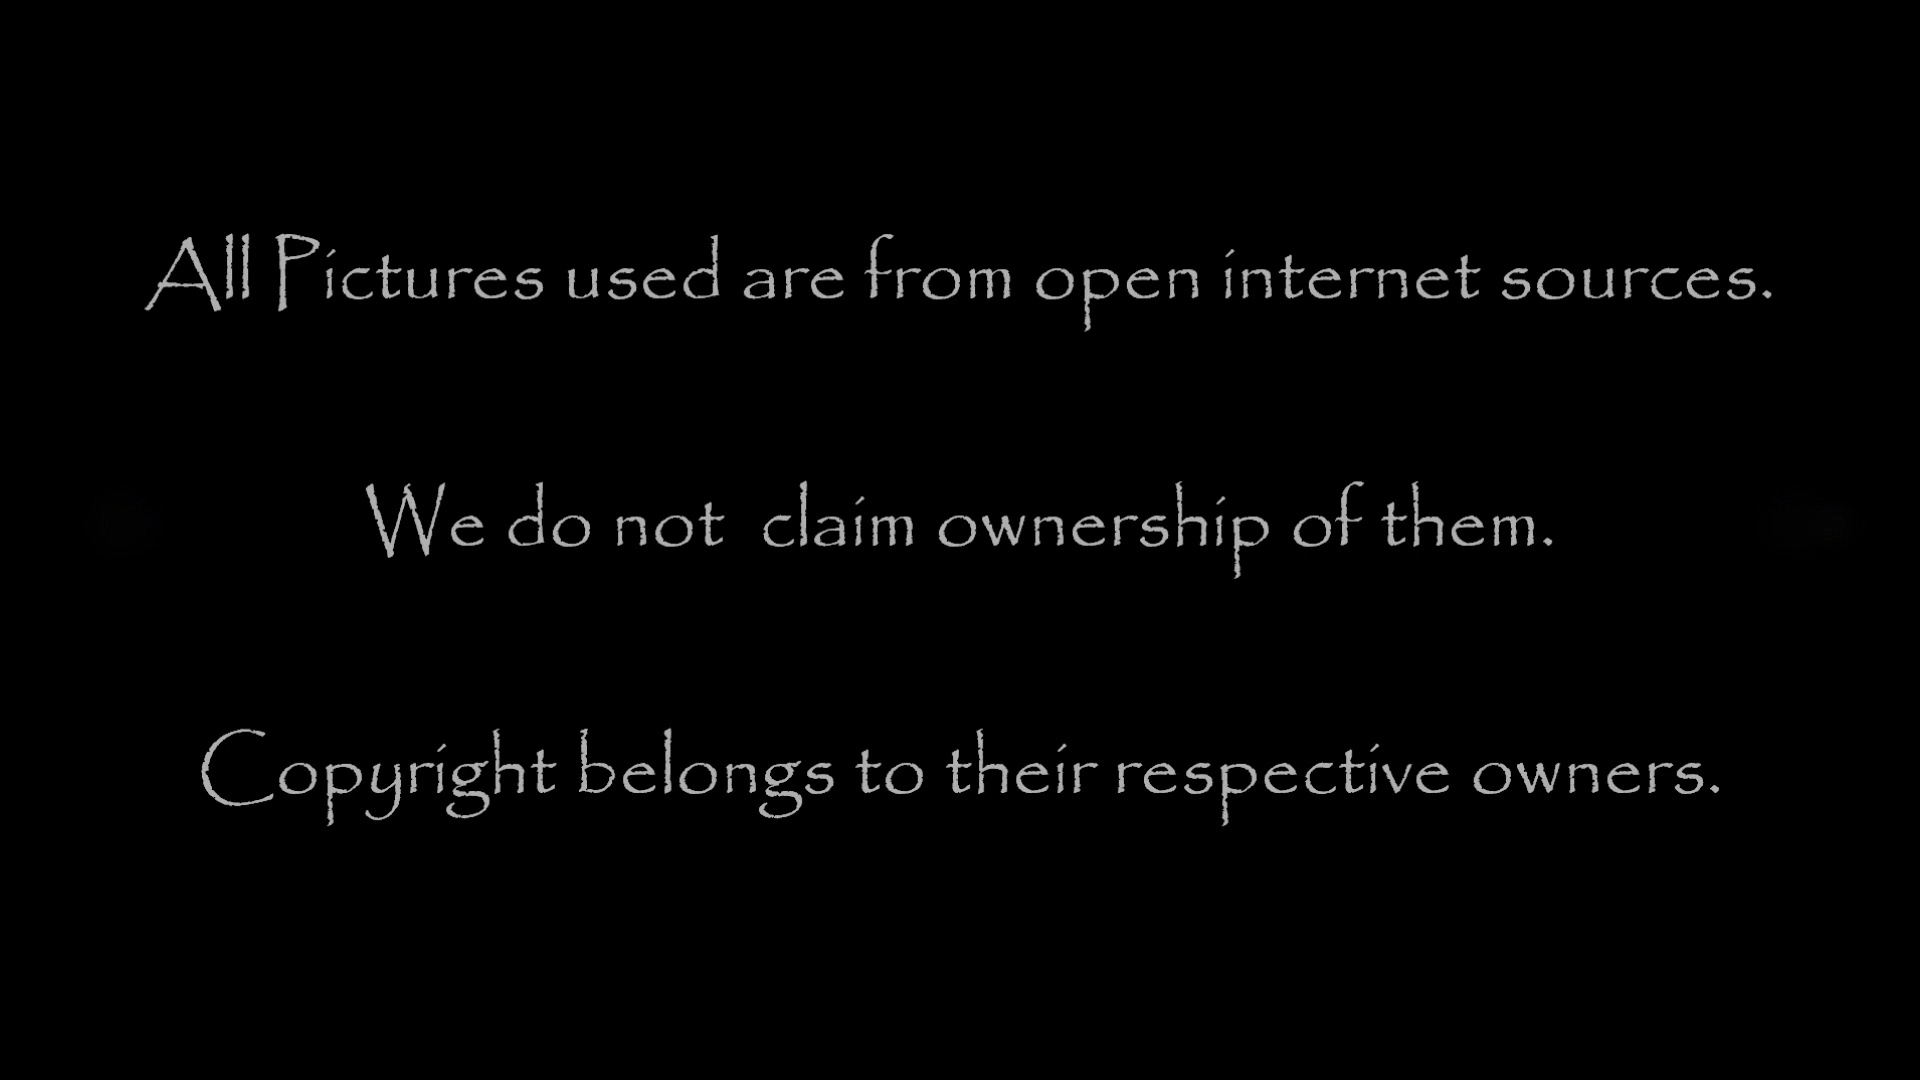 All Pictures used are from open internet sources.
We do not  claim ownership of them.
Copyright belongs to their respective owners.